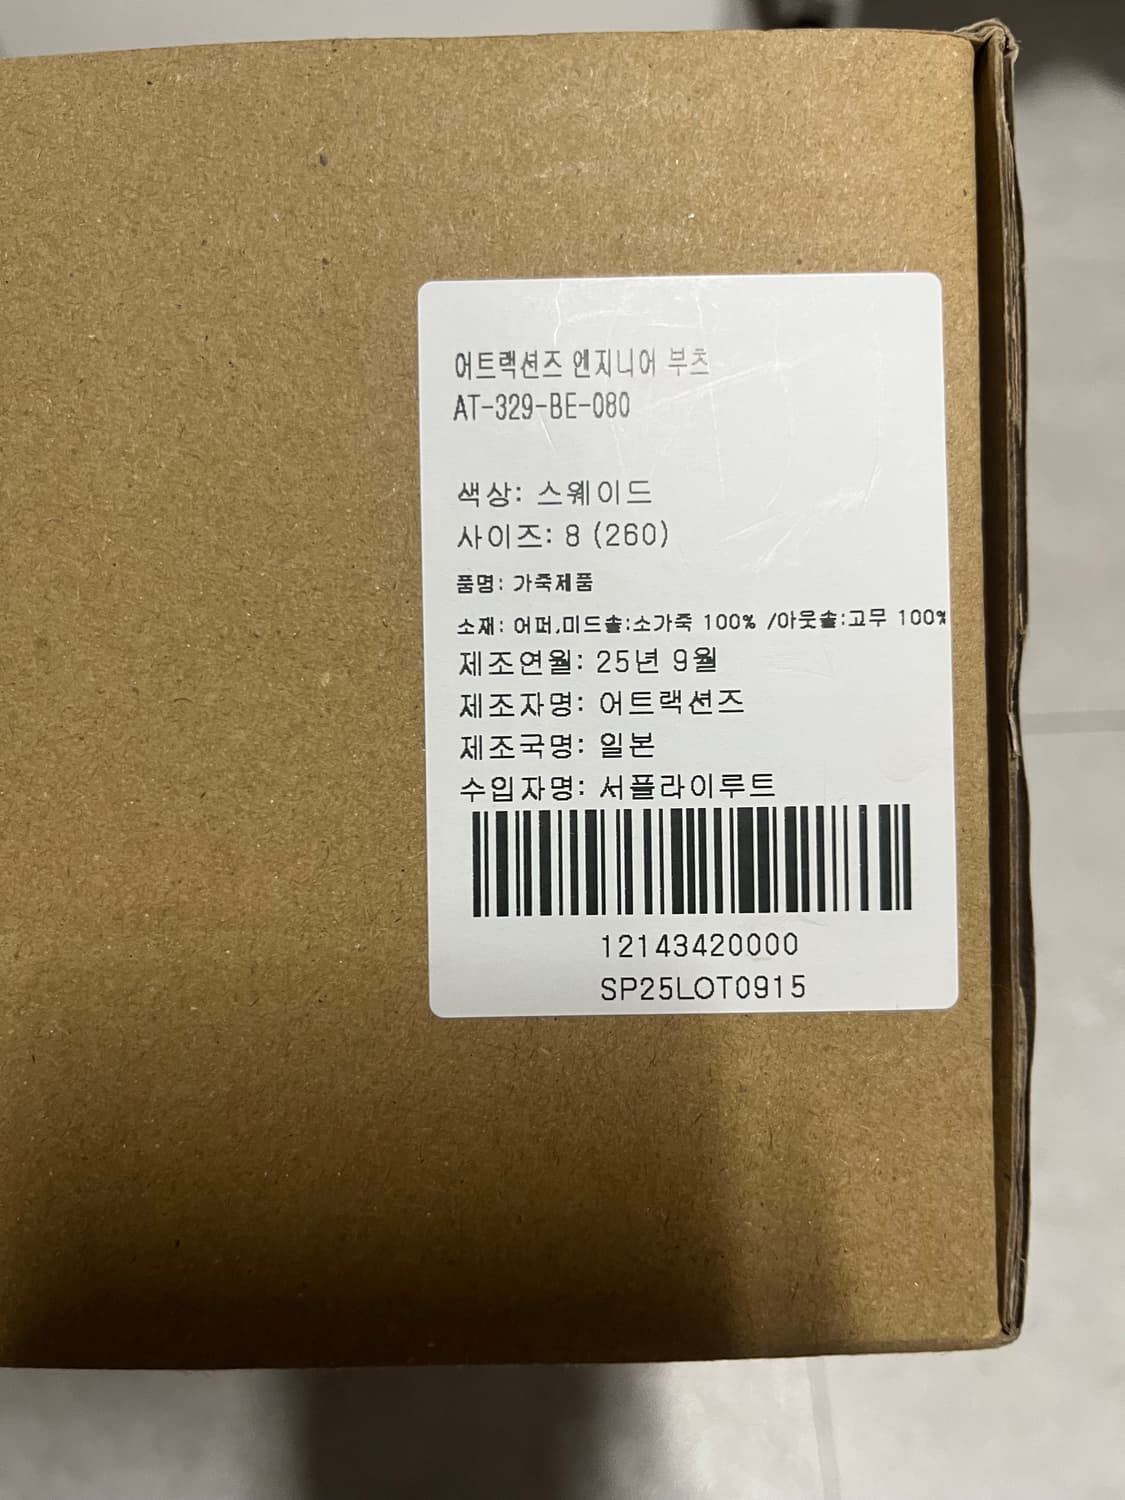 어트랙션즈 엔지니어 부츠
AT-329-BE-080
색상: 스웨이드
사이즈: 8 (260)
품명: 가죽제품
소재: 어퍼,미드솔:소가죽 100% /아웃솔:고무 100%
제조연월: 25년 9월
제조자명: 어트랙션즈
제조국명: 일본
수입자명: 서플라이루트
12143420000
SP25LOT0915